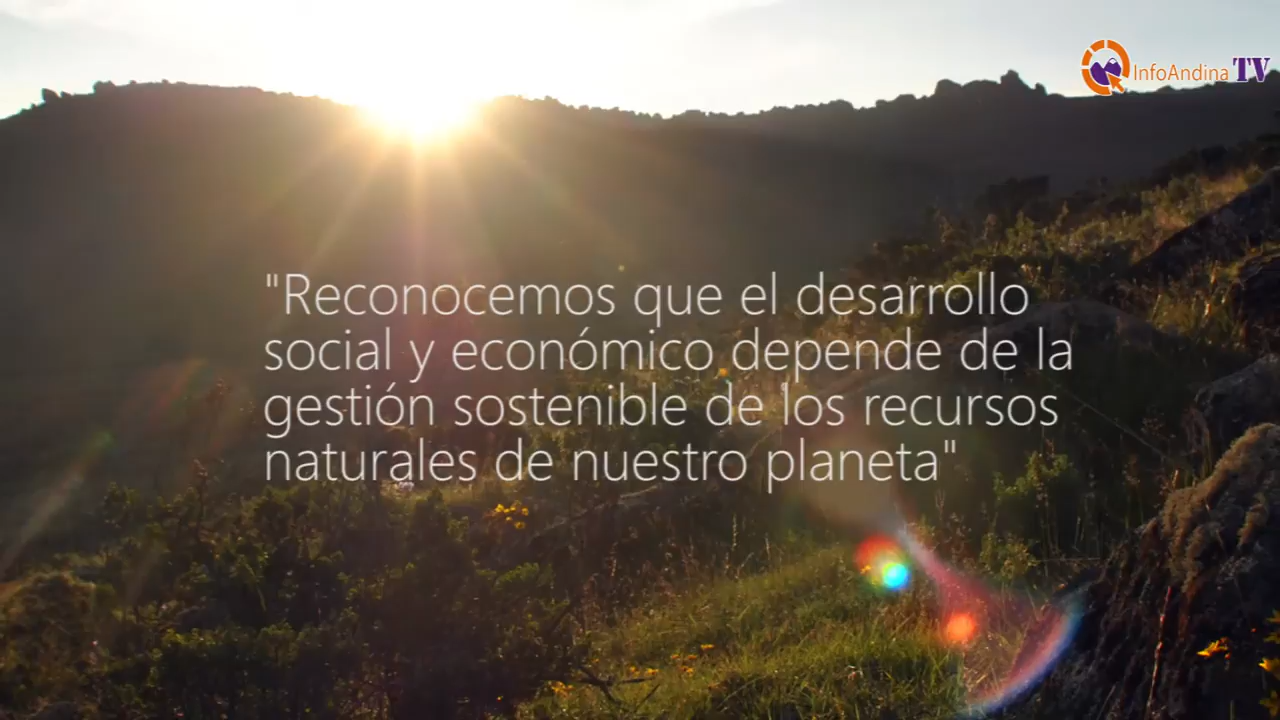 InfoAndina TV
"Reconocemos que el desarrollo
social y económico depende de la
gestión sostenible de los recursos
naturales de nuestro planeta"